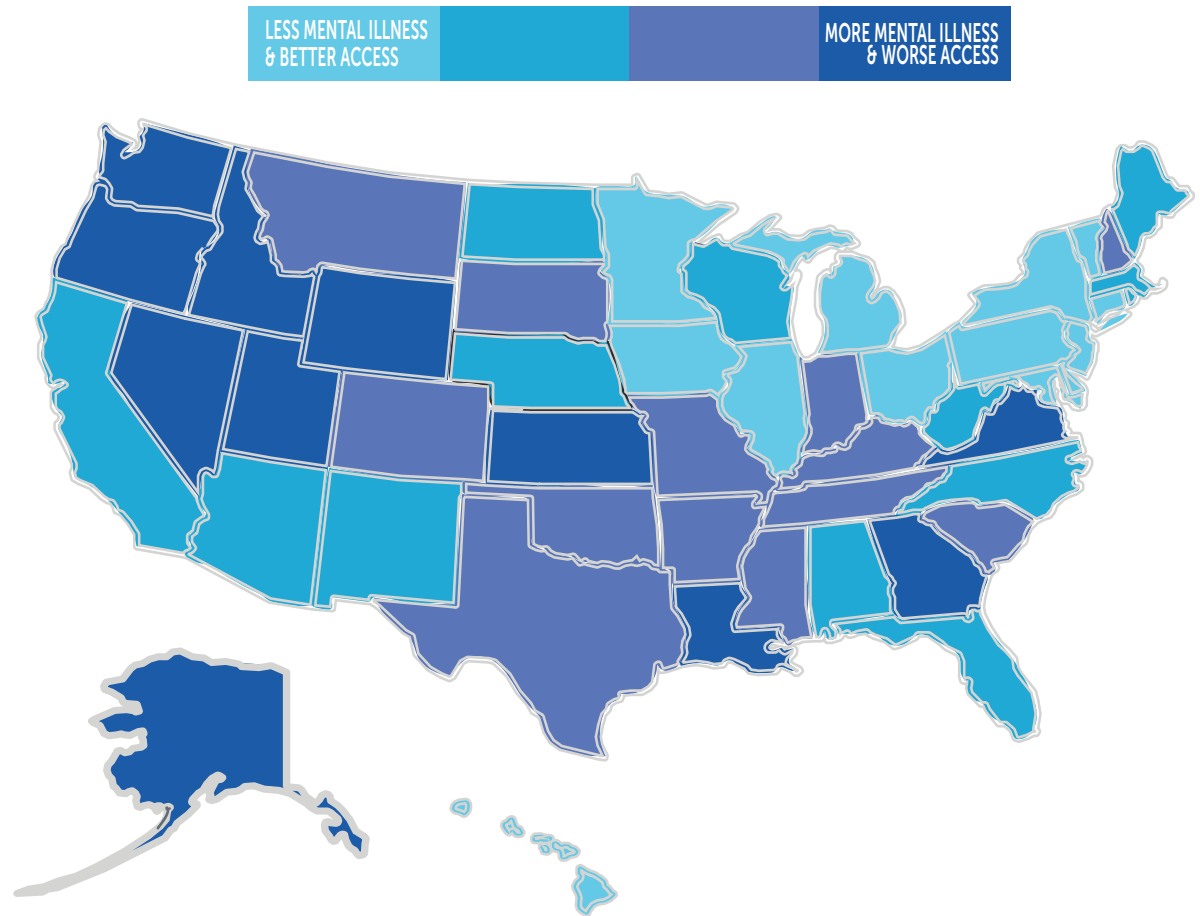 LESS MENTAL ILLNESS
& BETTER ACCESS
MORE MENTAL ILLNESS
& WORSE ACCESS